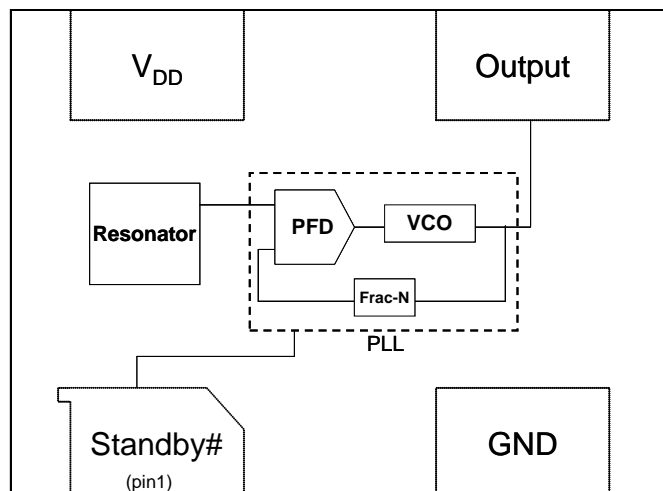 VDD
Output
Resonator
PFD
VCO
Frac-N
PLL
Standby#
(pin1)
GND